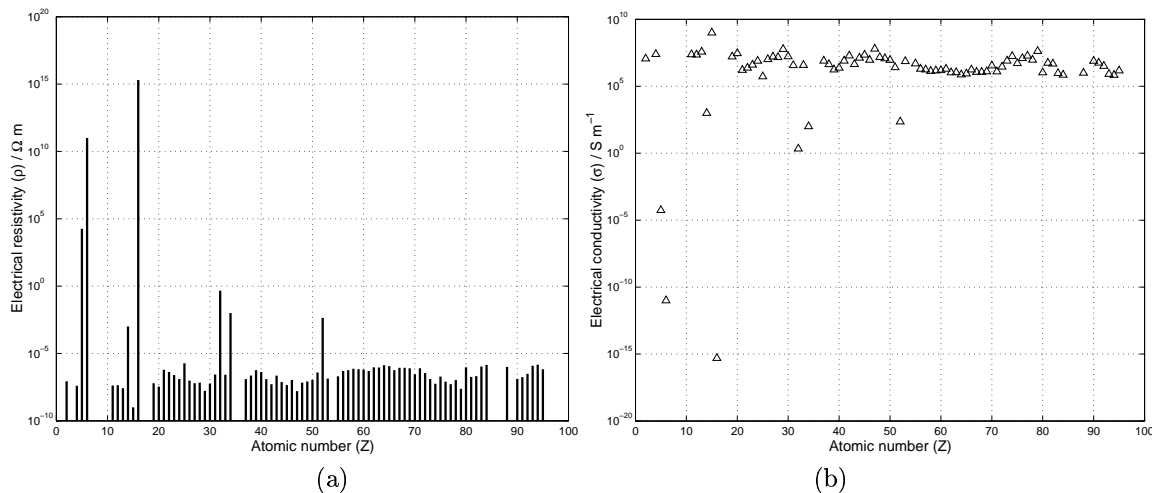 10^20
10^15
10^10
10^5
10^0
10^−5
10^−10
Electrical resistivity (ρ) / Ω m
0 10 20 30 40 50 60 70 80 90 100
Atomic number (Z)
(a)
10^10
10^5
10^0
10^−5
10^−10
10^−15
10^−20
Electrical conductivity (σ) / S m^−1
0 10 20 30 40 50 60 70 80 90 100
Atomic number (Z)
(b)